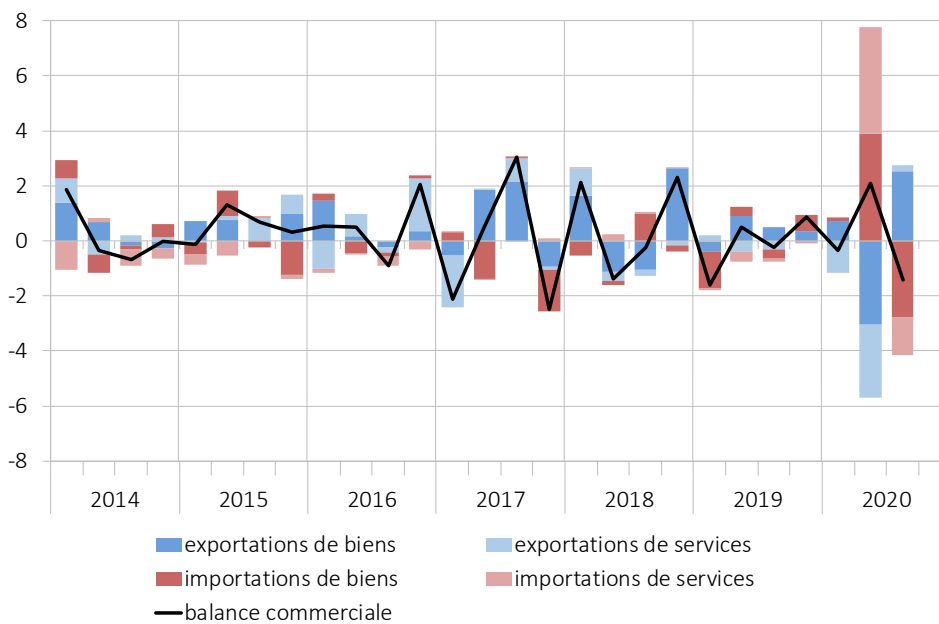 8
6
4
2
0
-2
-4
-6
-8
2014 2015 2016 2017 2018 2019 2020
exportations de biens exportations de services
importations de biens importations de services
balance commerciale